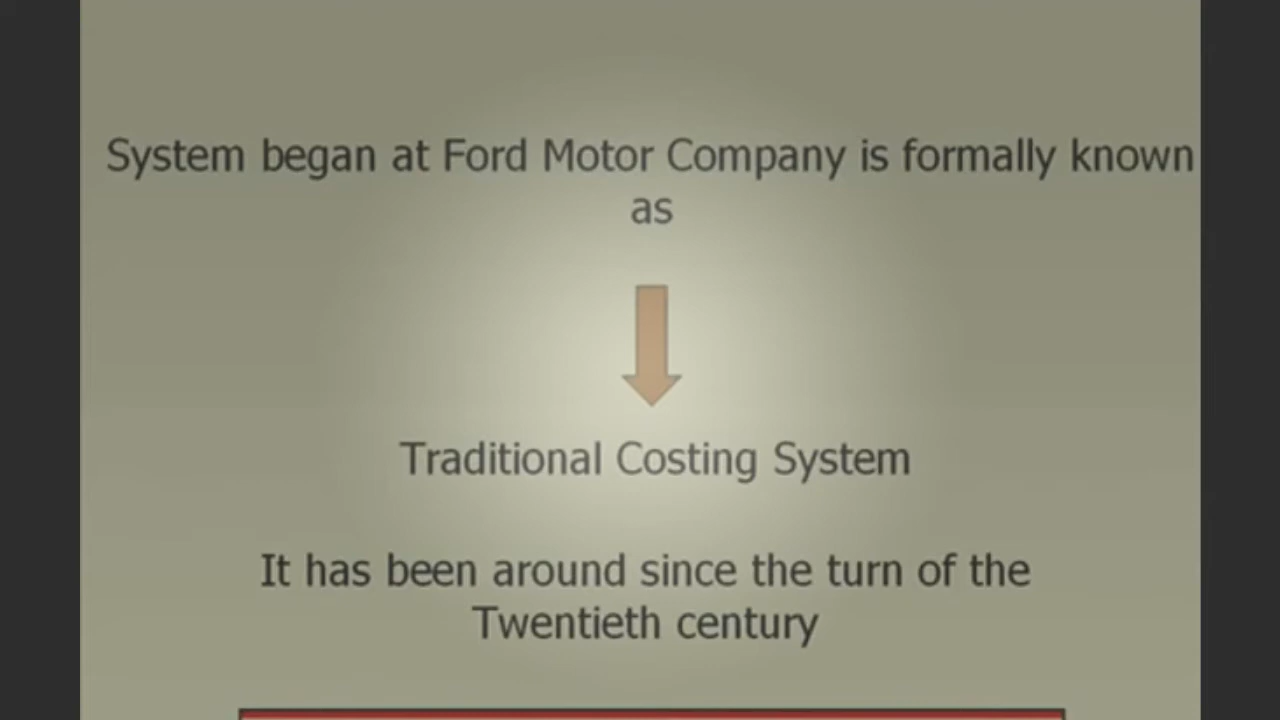 System began at Ford Motor Company is formally known
as
Traditional Costing System
It has been around since the turn of the
Twentieth century